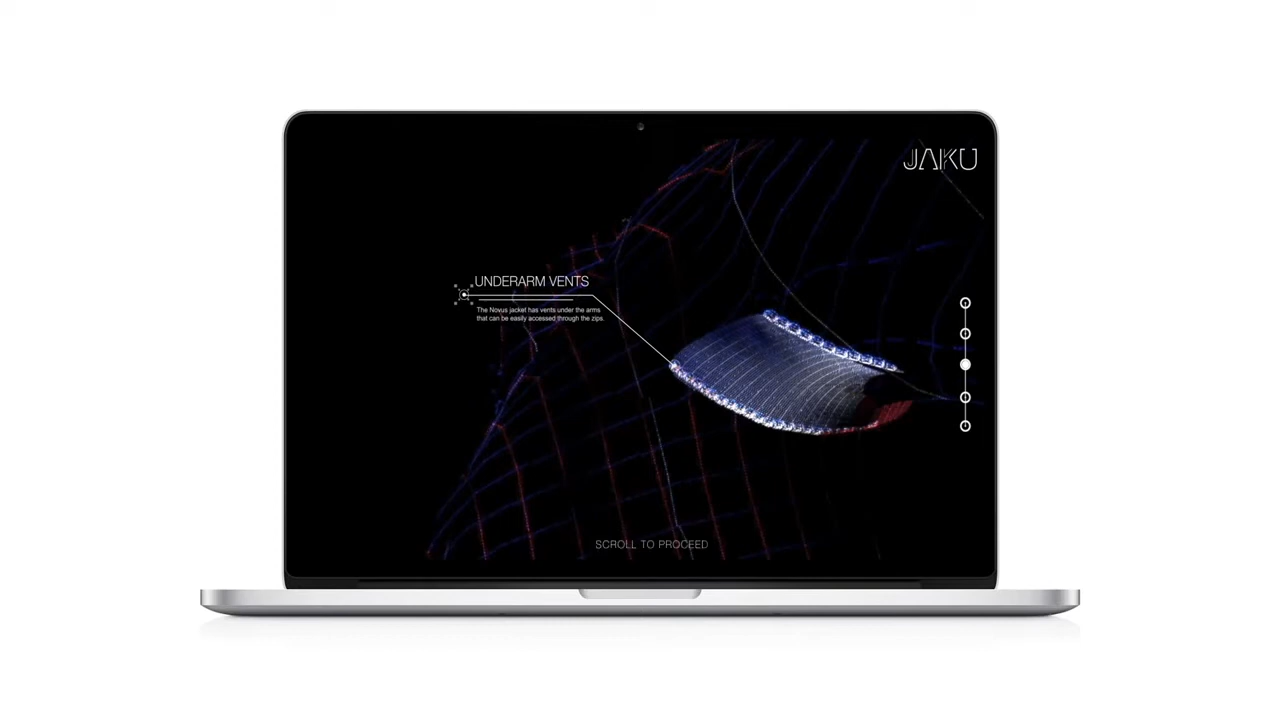 JAKU
UNDERARM VENTS
The Novus jacket has vents under the arms
that can be easily accessed through the zips.
SCROLL TO PROCEED